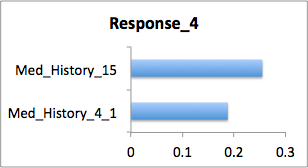 Response_4
Med_History_15
Med_History_4_1
0 0.1 0.2 0.3